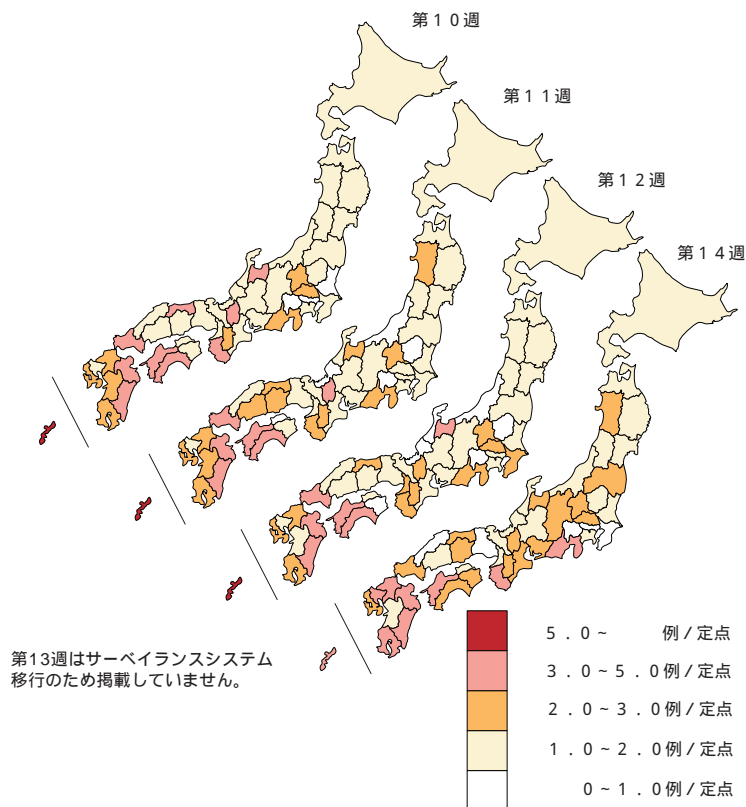 第１０週
第１１週
第１２週
第１４週
第13週はサーベイランスシステム
移行のため掲載していません。
５．０～　　　例／定点
３．０～５．０例／定点
２．０～３．０例／定点
１．０～２．０例／定点
０～１．０例／定点